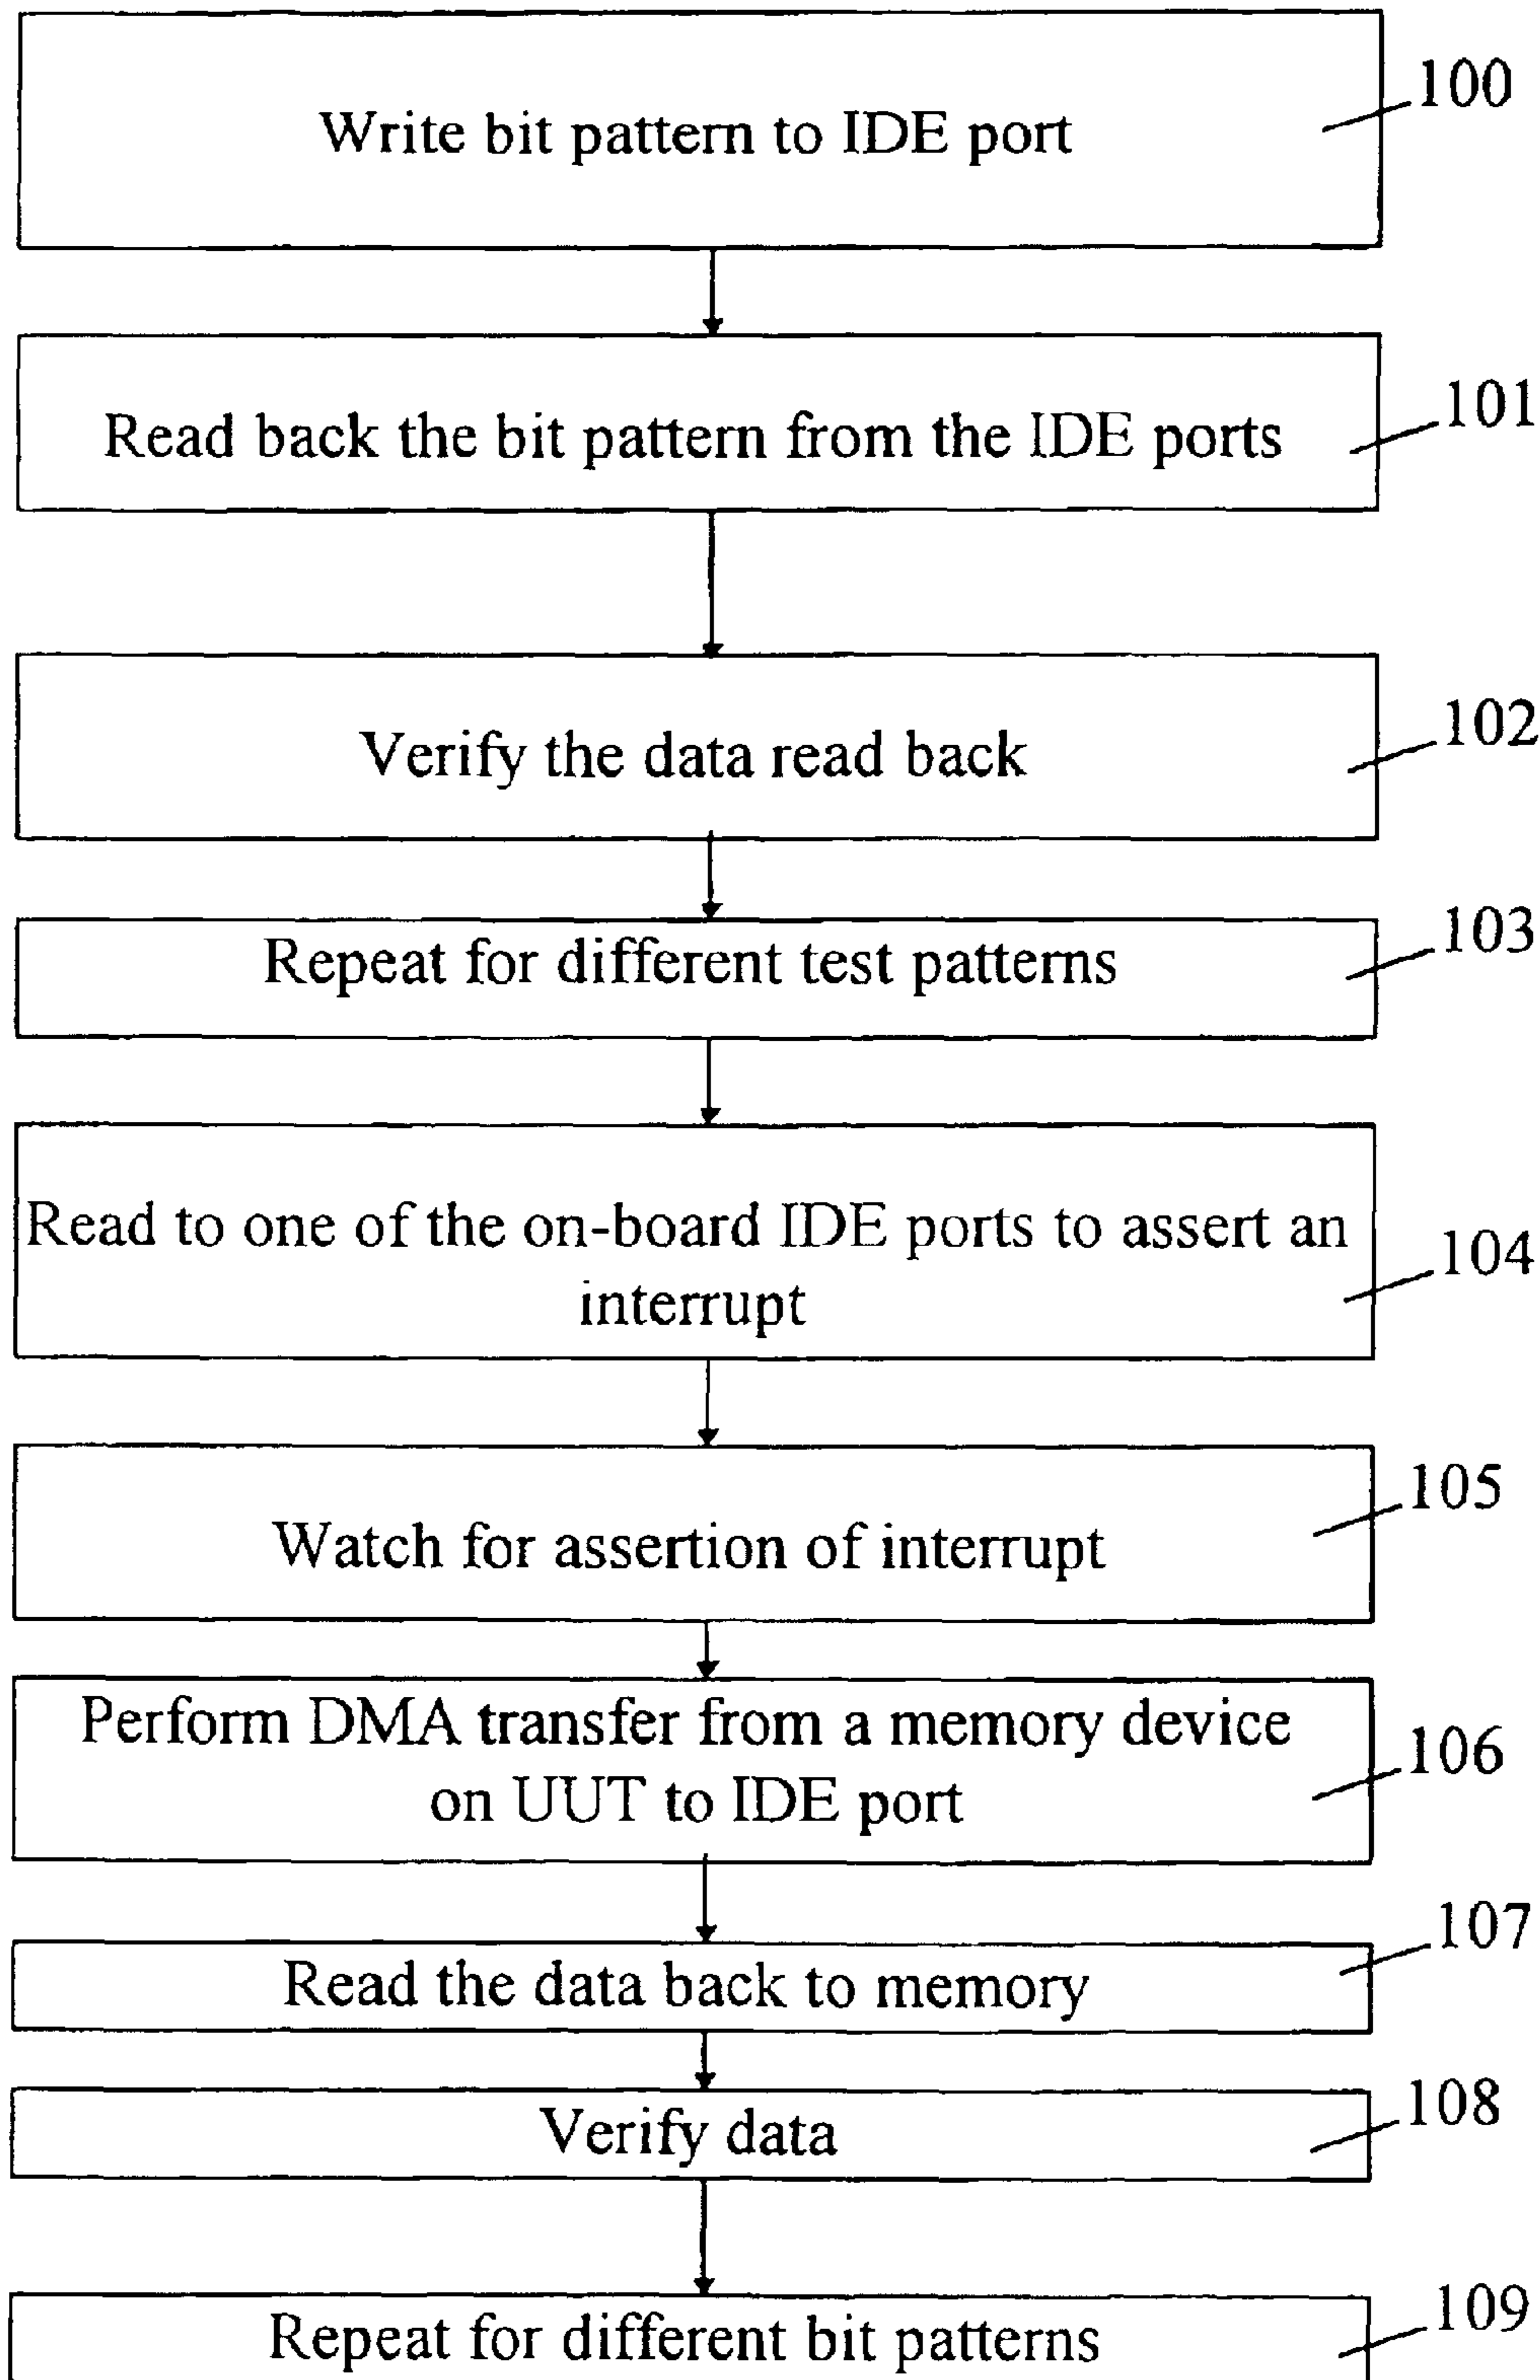 Write bit pattern to IDE port
100
Read back the bit pattern from the IDE ports
101
Verify the data read back
102
Repeat for different test patterns
103
Read to one of the on-board IDE ports to assert an
interrupt
104
Watch for assertion of interrupt
105
Perform DMA transfer from a memory device
on UUT to IDE port
106
Read the data back to memory
107
Verify data
108
Repeat for different bit patterns
109